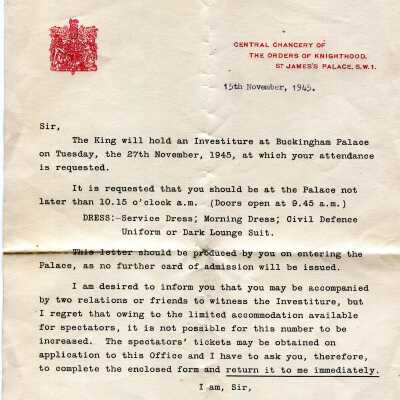 CENTRAL CHANCERY OF
THE ORDERS OF KNIGHTHOOD,
ST JAMES'S PALACE, S.W.1.
15th November, 1945.
Sir,
The King will hold an Investiture at Buckingham Palace
on Tuesday, the 27th November, 1945, at which your attendance
is requested.
It is requested that you should be at the Palace not
later than 10.15 o'clock a.m. (Doors open at 9.45 a.m.)
DRESS:-Service Dress; Morning Dress; Civil Defence
Uniform or Dark Lounge Suit.
This letter should be produced by you on entering the
Palace, as no further card of admission will be issued.
I am desired to inform you that you may be accompanied
by two relations or friends to witness the Investiture, but
I regret that owing to the limited accommodation available
for spectators, it is not possible for this number to be
increased. The spectators' tickets may be obtained on
application to this Office and I have to ask you, therefore,
to complete the enclosed form and return it to me immediately.
I am, Sir,